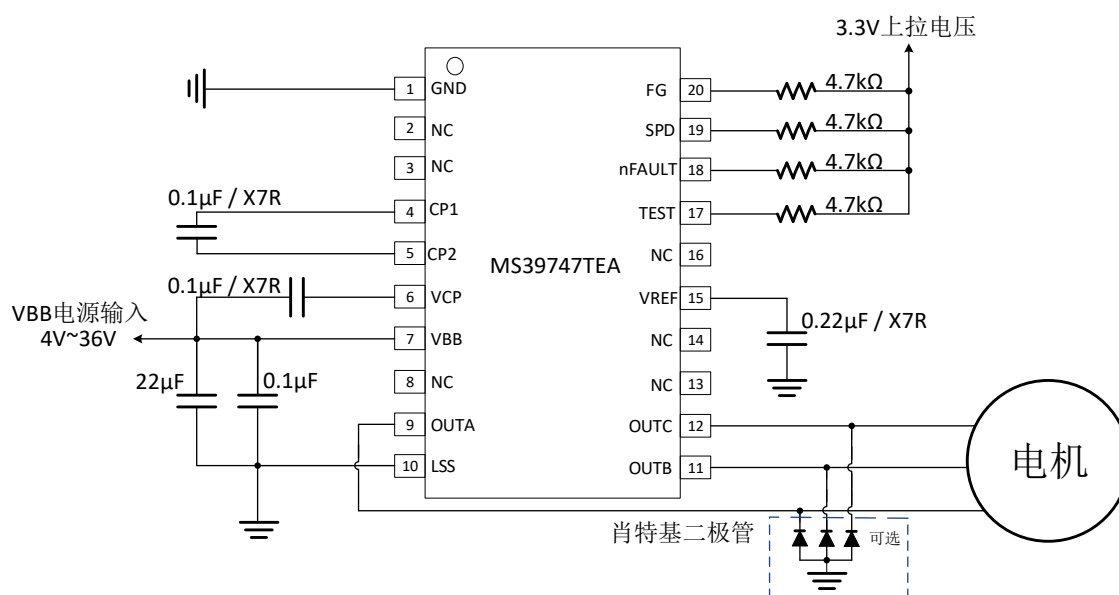 3.3V上拉电压
1
GND
FG
20
4.7kΩ
2
NC
SPD
19
4.7kΩ
3
NC
nFAULT
18
4.7kΩ
0.1µF / X7R
4
CP1
TEST
17
4.7kΩ
5
CP2
MS39747TEA
NC
16
0.1µF / X7R
6
VCP
VREF
15
0.22µF / X7R
VBB电源输入
4V~36V
7
VBB
NC
14
22µF
0.1µF
8
NC
NC
13
9
OUTA
OUTC
12
10
LSS
OUTB
11
电机
肖特基二极管
可选